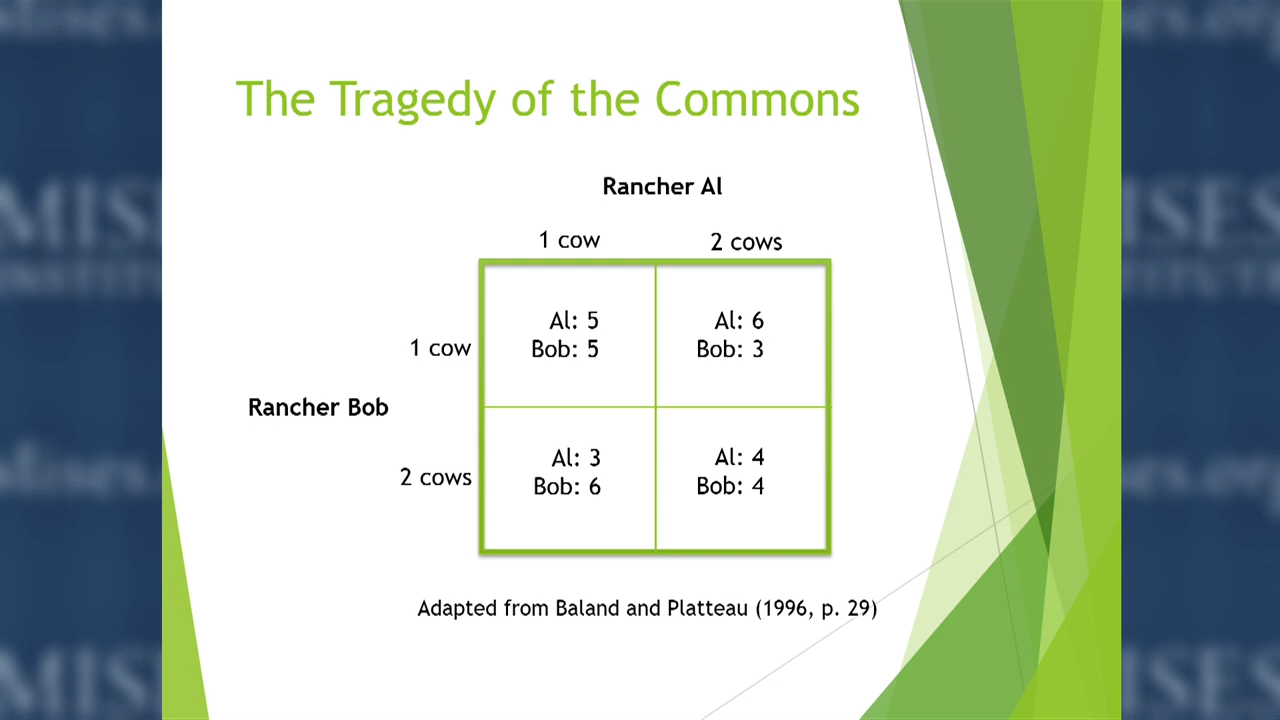 The Tragedy of the Commons
Rancher Al
1 cow 2 cows
Al: 5 Al: 6
1 cow Bob: 5 Bob: 3
Rancher Bob
Al: 3 Al: 4
2 cows Bob: 6 Bob: 4
Adapted from Baland and Platteau (1996, p. 29)